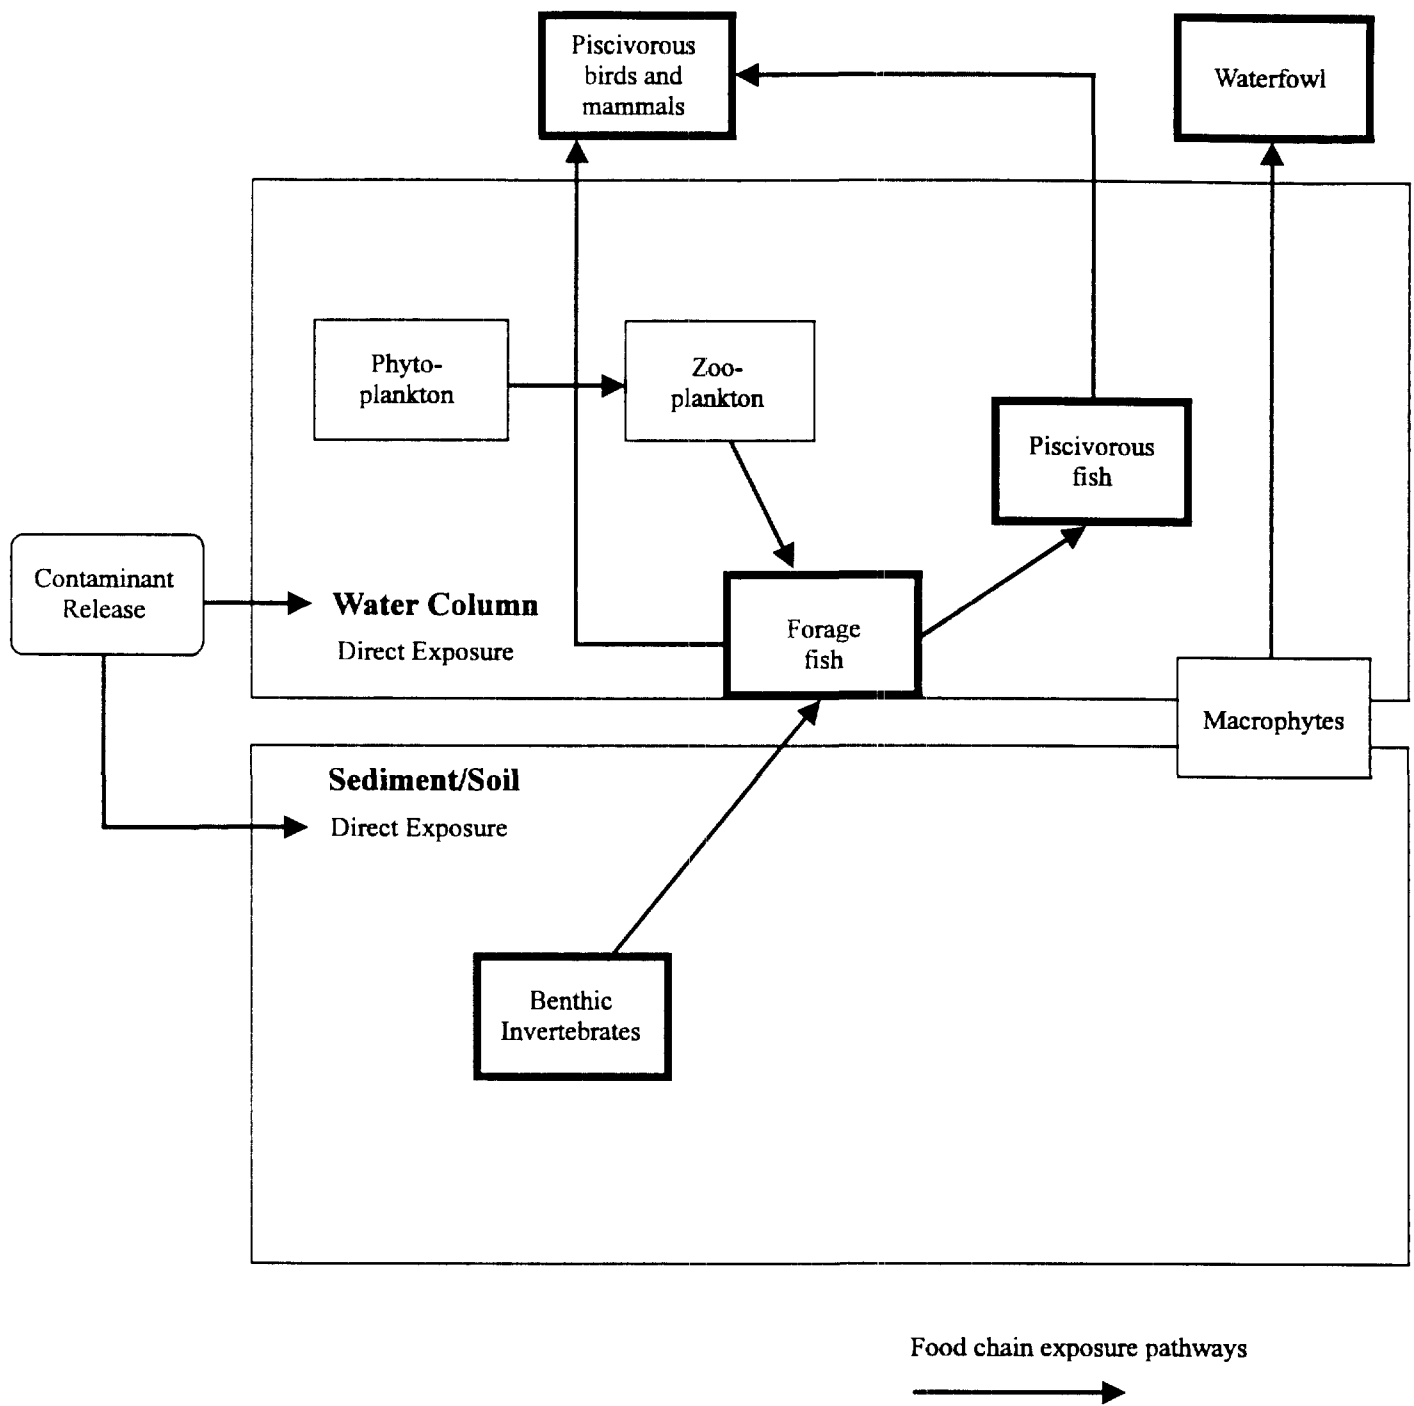 Piscivorous
birds and
mammals
Waterfowl
Phyto-
plankton
Zoo-
plankton
Piscivorous
fish
Contaminant
Release
Water Column
Direct Exposure
Forage
fish
Macrophytes
Sediment/Soil
Direct Exposure
Benthic
Invertebrates
Food chain exposure pathways